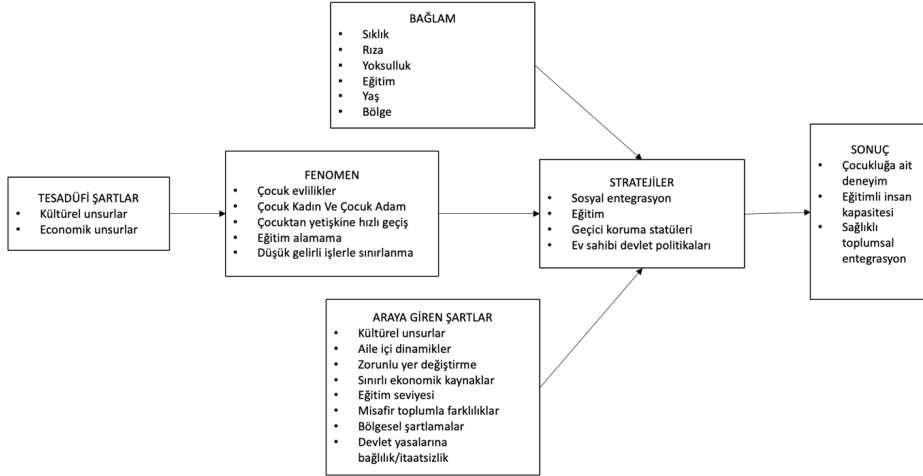 BAĞLAM
• Sıklık
• Rıza
• Yoksulluk
• Eğitim
• Yaş
• Bölge
TESADÜFİ ŞARTLAR
• Kültürel unsurlar
• Economik unsurlar
FENOMEN
• Çocuk evlilikler
• Çocuk Kadın Ve Çocuk Adam
• Çocuktan yetişkine hızlı geçiş
• Eğitim alamama
• Düşük gelirli işlerle sınırlanma
STRATEJİLER
• Sosyal entegrasyon
• Eğitim
• Geçici koruma statüleri
• Ev sahibi devlet politikaları
SONUÇ
• Çocukluğa ait
deneyim
• Eğitimli insan
kapasitesi
• Sağlıklı
toplumsal
entegrasyon
ARAYA GİREN ŞARTLAR
• Kültürel unsurlar
• Aile içi dinamikler
• Zorunlu yer değiştirme
• Sınırlı ekonomik kaynaklar
• Eğitim seviyesi
• Misafir toplumla farklılıklar
• Bölgesel şartlamalar
• Devlet yasalarına
bağlılık/itaatsizlik